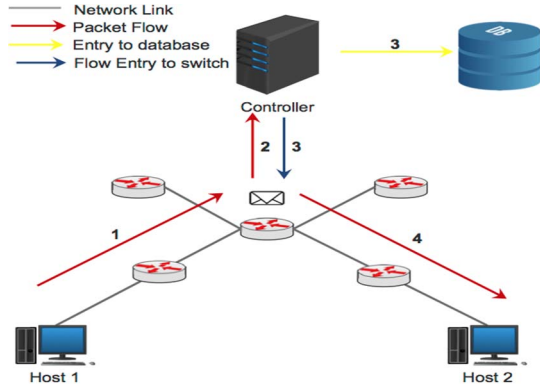 Network Link
Packet Flow
Entry to database
Flow Entry to switch
3
DB
Controller
2
3
1
4
Host 1
Host 2